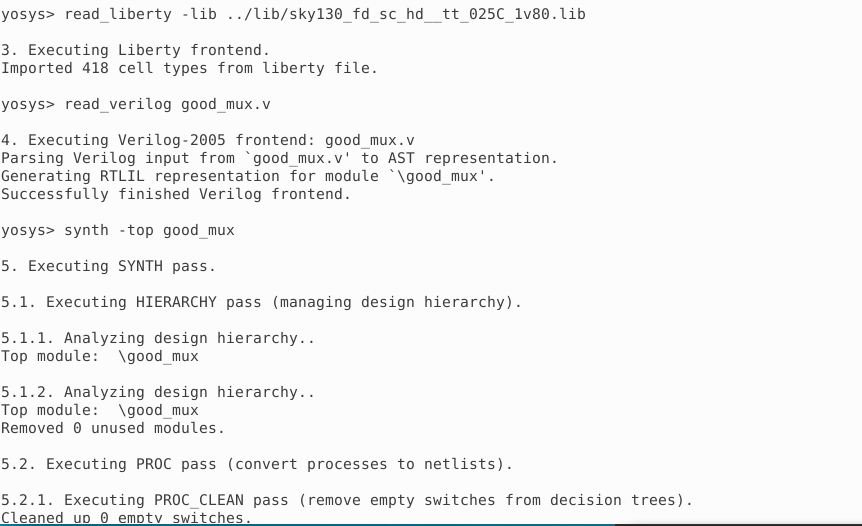 yosys> read_liberty -lib ../lib/sky130_fd_sc_hd__tt_025C_1v80.lib
3. Executing Liberty frontend.
Imported 418 cell types from liberty file.
yosys> read_verilog good_mux.v
4. Executing Verilog-2005 frontend: good_mux.v
Parsing Verilog input from `good_mux.v' to AST representation.
Generating RTLIL representation for module `\good_mux'.
Successfully finished Verilog frontend.
yosys> synth -top good_mux
5. Executing SYNTH pass.
5.1. Executing HIERARCHY pass (managing design hierarchy).
5.1.1. Analyzing design hierarchy..
Top module:  \good_mux
5.1.2. Analyzing design hierarchy..
Top module:  \good_mux
Removed 0 unused modules.
5.2. Executing PROC pass (convert processes to netlists).
5.2.1. Executing PROC_CLEAN pass (remove empty switches from decision trees).
Cleaned up 0 empty switches.